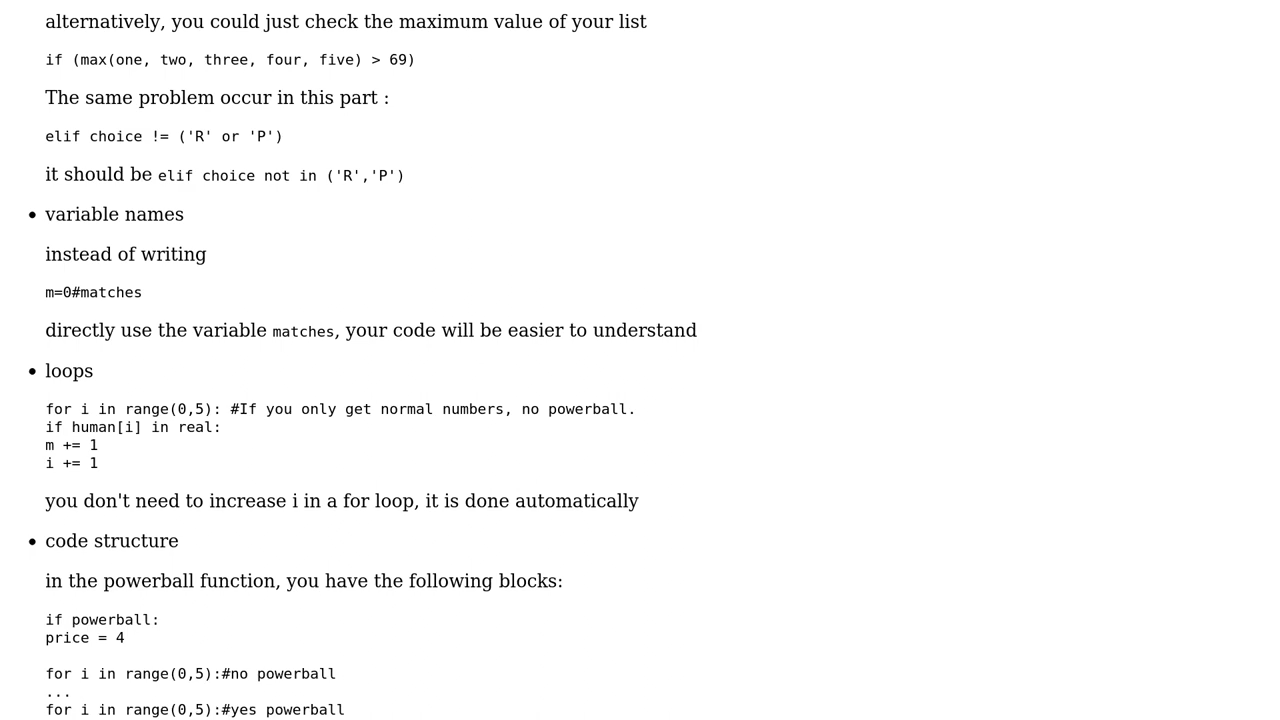 alternatively, you could just check the maximum value of your list
if (max(one, two, three, four, five) > 69)
The same problem occur in this part :
elif choice != ('R' or 'P')
it should be elif choice not in ('R','P')
• variable names
instead of writing
m=0#matches
directly use the variable matches, your code will be easier to understand
• loops
for i in range(0,5): #If you only get normal numbers, no powerball.
if human[i] in real:
m += 1
i += 1
you don't need to increase i in a for loop, it is done automatically
• code structure
in the powerball function, you have the following blocks:
if powerball:
price = 4
for i in range(0,5):#no powerball
...
for i in range(0,5):#yes powerball